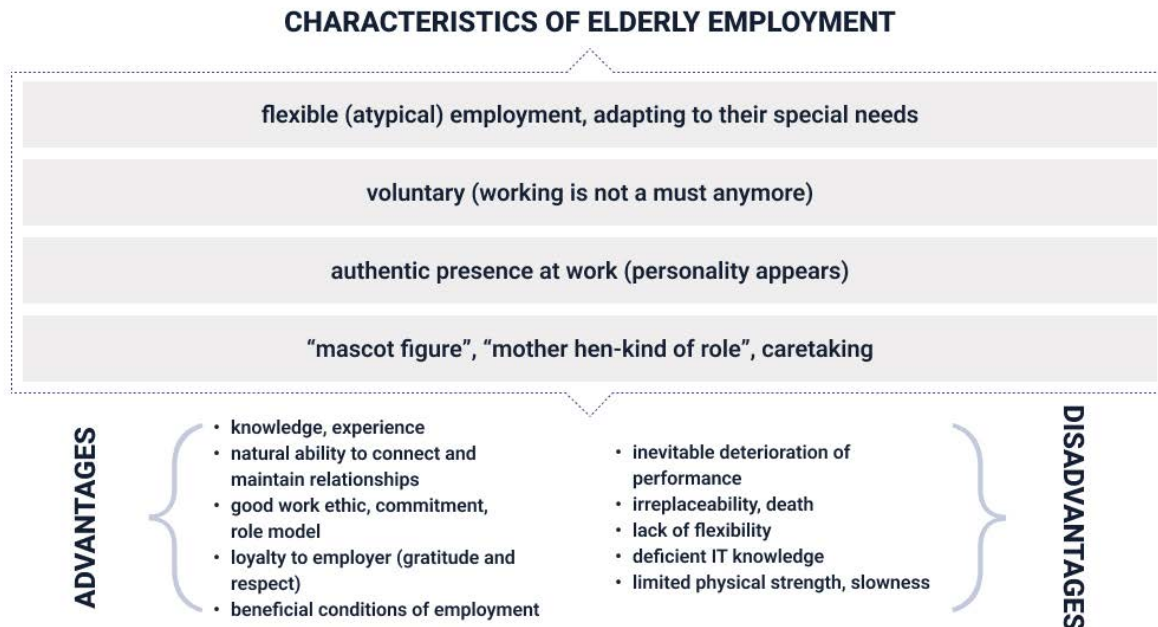 CHARACTERISTICS OF ELDERLY EMPLOYMENT
flexible (atypical) employment, adapting to their special needs
voluntary (working is not a must anymore)
authentic presence at work (personality appears)
“mascot figure”, “mother hen-kind of role”, caretaking
ADVANTAGES
• knowledge, experience
• natural ability to connect and
maintain relationships
• good work ethic, commitment,
role model
• loyalty to employer (gratitude and
respect)
• beneficial conditions of employment
• inevitable deterioration of
performance
• irreplaceability, death
• lack of flexibility
• deficient IT knowledge
• limited physical strength, slowness
DISADVANTAGES